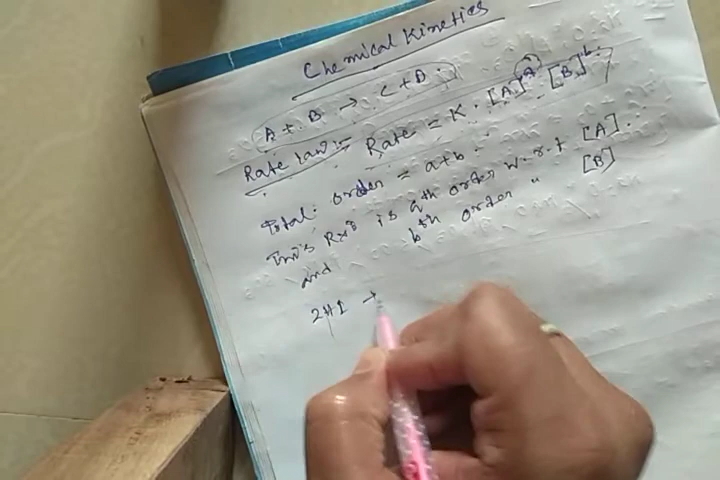 Chemical Kinetics
A + B → C + D
Rate law:- Rate = K · [A]ᵃ [B]ᵇ
Total order = a+b
This Rxⁿ is ath order w.r.t [A]
and bth order " [B]
2HI →